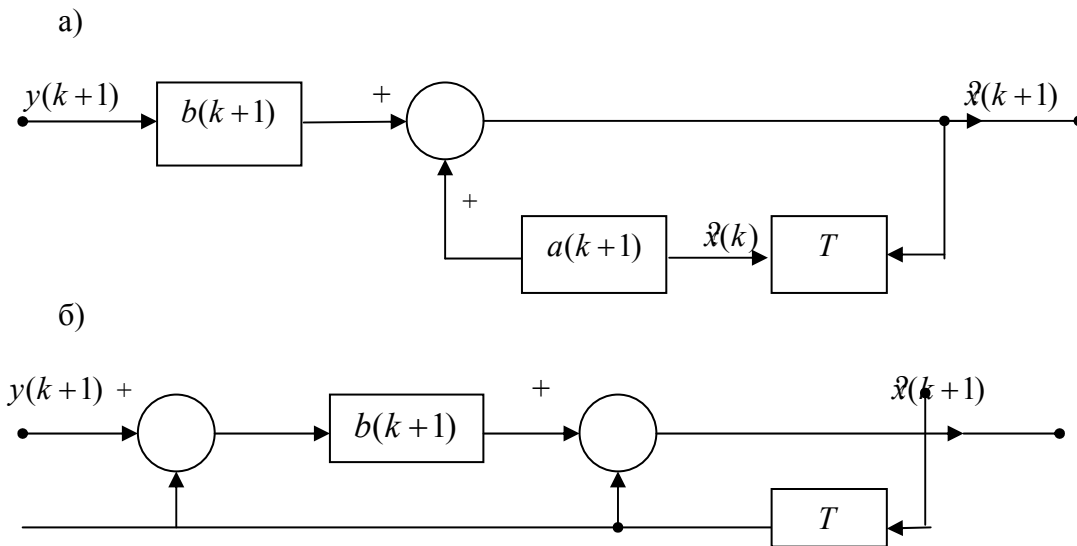 а)
y(k+1)
b(k+1)
+
x̂(k+1)
+
a(k+1)
x̂(k)
T
б)
y(k+1) +
b(k+1)
+
x̂(k+1)
T